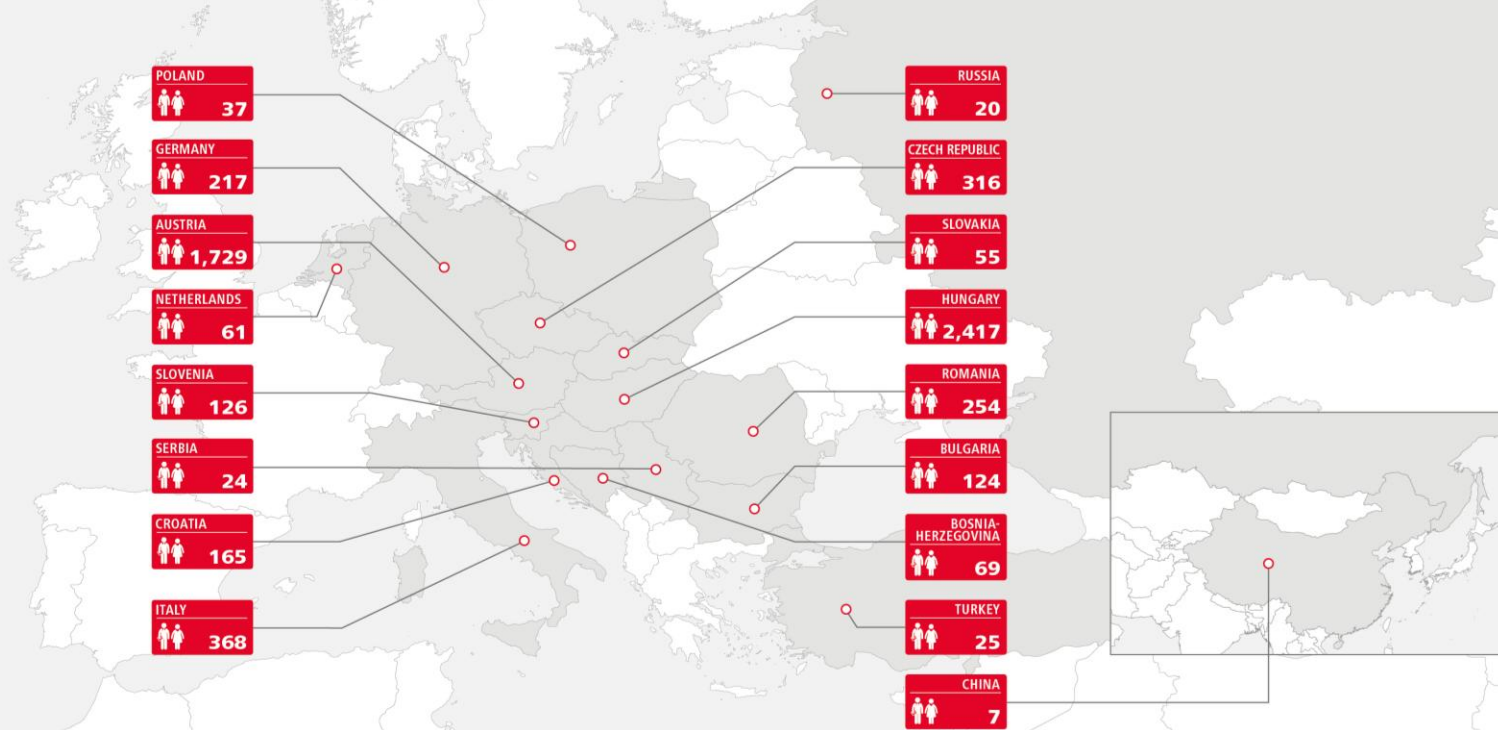 POLAND
37
GERMANY
217
AUSTRIA
1,729
NETHERLANDS
61
SLOVENIA
126
SERBIA
24
CROATIA
165
ITALY
368
RUSSIA
20
CZECH REPUBLIC
316
SLOVAKIA
55
HUNGARY
2,417
ROMANIA
254
BULGARIA
124
BOSNIA-
HERZEGOVINA
69
TURKEY
25
CHINA
7